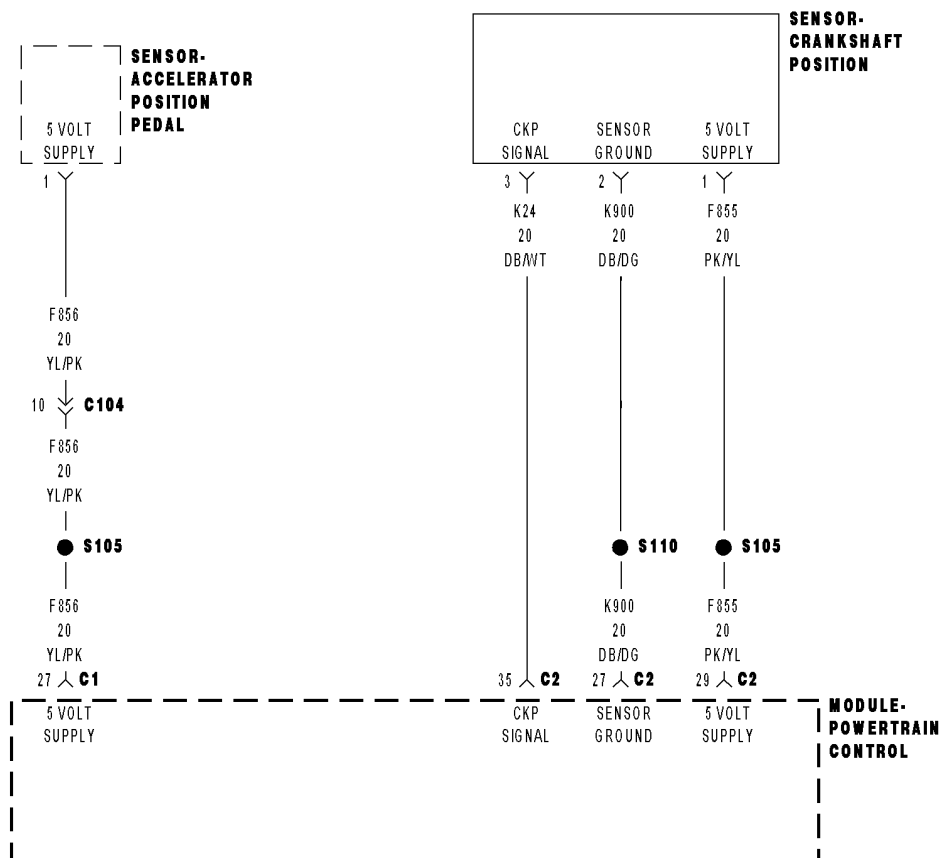 SENSOR-
ACCELERATOR
POSITION
PEDAL
5 VOLT
SUPPLY
1
F856
20
YL/PK
10
C104
F856
20
YL/PK
S105
F856
20
YL/PK
27
C1
5 VOLT
SUPPLY
SENSOR-
CRANKSHAFT
POSITION
CKP
SIGNAL
3
K24
20
DB/WT
35
C2
CKP
SIGNAL
SENSOR
GROUND
2
K900
20
DB/DG
S110
K900
20
DB/DG
27
C2
SENSOR
GROUND
5 VOLT
SUPPLY
1
F855
20
PK/YL
S105
F855
20
PK/YL
29
C2
5 VOLT
SUPPLY
MODULE-
POWERTRAIN
CONTROL